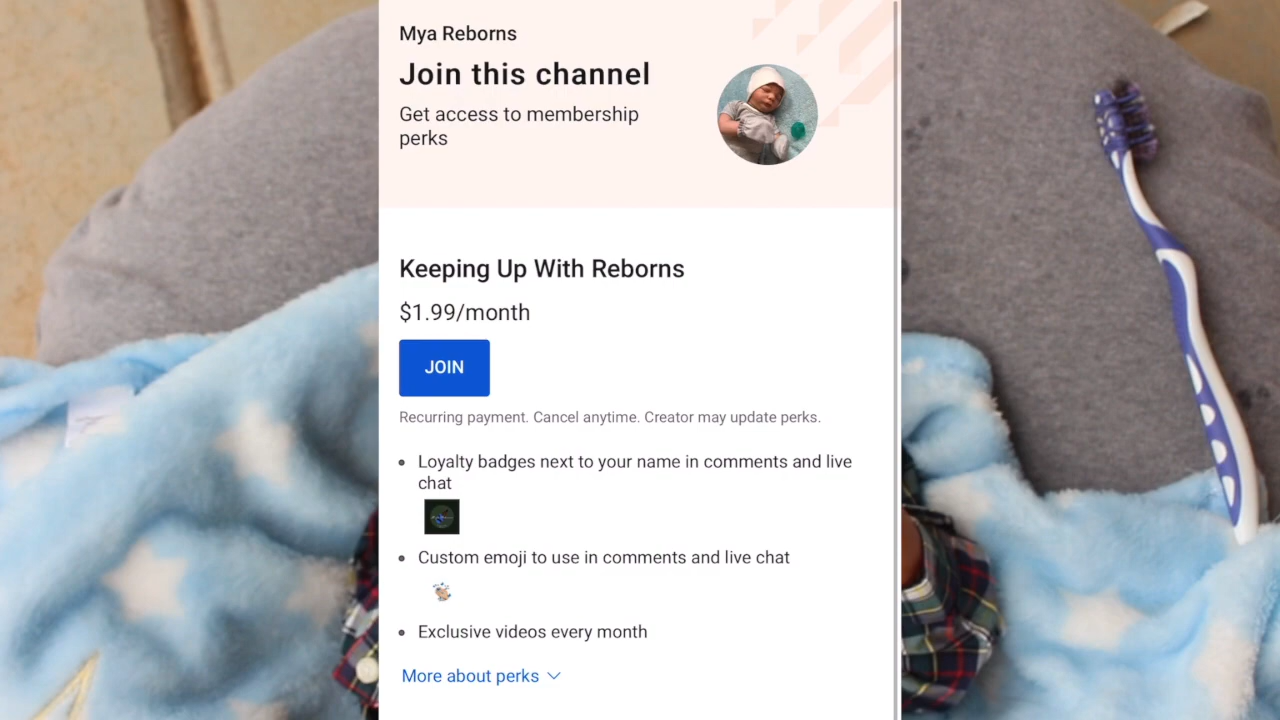 Mya Reborns
Join this channel
Get access to membership
perks
Keeping Up With Reborns
$1.99/month
JOIN
Recurring payment. Cancel anytime. Creator may update perks.
Loyalty badges next to your name in comments and live
chat
Custom emoji to use in comments and live chat
Exclusive videos every month
More about perks